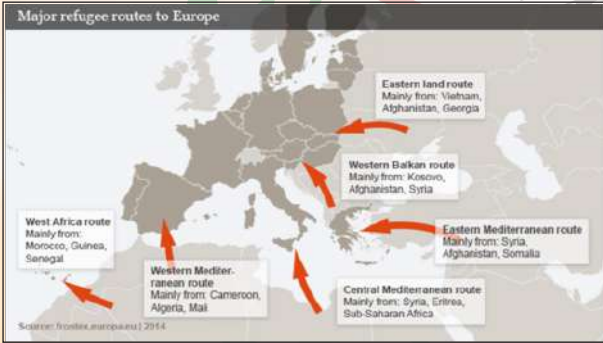 Major refugee routes to Europe
Eastern land route
Mainly from: Vietnam,
Afghanistan, Georgia
Western Balkan route
Mainly from: Kosovo,
Afghanistan, Syria
West Africa route
Mainly from:
Morocco, Guinea,
Senegal
Eastern Mediterranean route
Mainly from: Syria,
Afghanistan, Somalia
Western Mediter-
ranean route
Mainly from: Cameroon,
Algeria, Mali
Central Mediterranean route
Mainly from: Syria, Eritrea,
Sub-Saharan Africa
Source: frontex.europa.eu | 2014